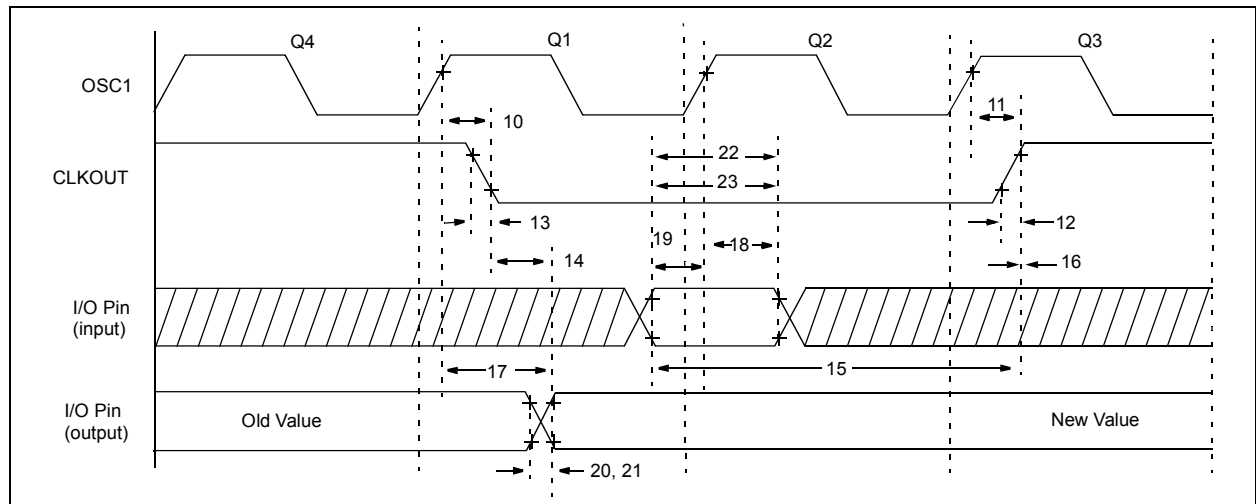 Q4 Q1 Q2 Q3
OSC1
10
11
22
CLKOUT
23
13
12
19
18
14
16
I/O Pin
(input)
17
15
I/O Pin
(output)
Old Value
New Value
20, 21